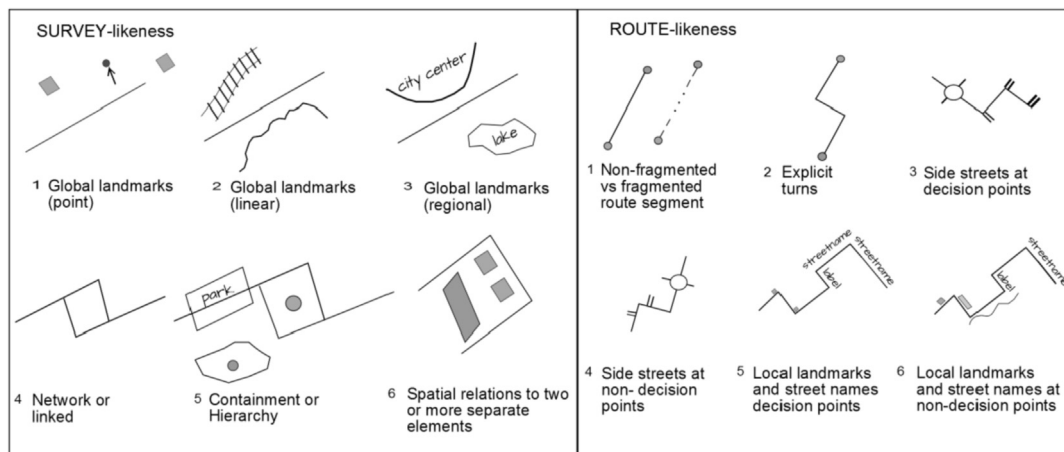 SURVEY-likeness
city center
lake
1 Global landmarks
(point)
2 Global landmarks
(linear)
3 Global landmarks
(regional)
park
4 Network or
linked
5 Containment or
Hierarchy
6 Spatial relations to two
or more separate
elements
ROUTE-likeness
1 Non-fragmented
vs fragmented
route segment
2 Explicit
turns
3 Side streets at
decision points
streetname
streetname
label
streetname
label
4 Side streets at
non- decision
points
5 Local landmarks
and street names
decision points
6 Local landmarks
and street names at
non-decision points